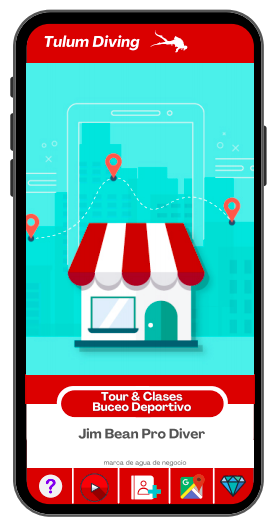 Tulum Diving
Tour & Clases
Buceo Deportivo
Jim Bean Pro Diver
marca de agua de negocio
?
G